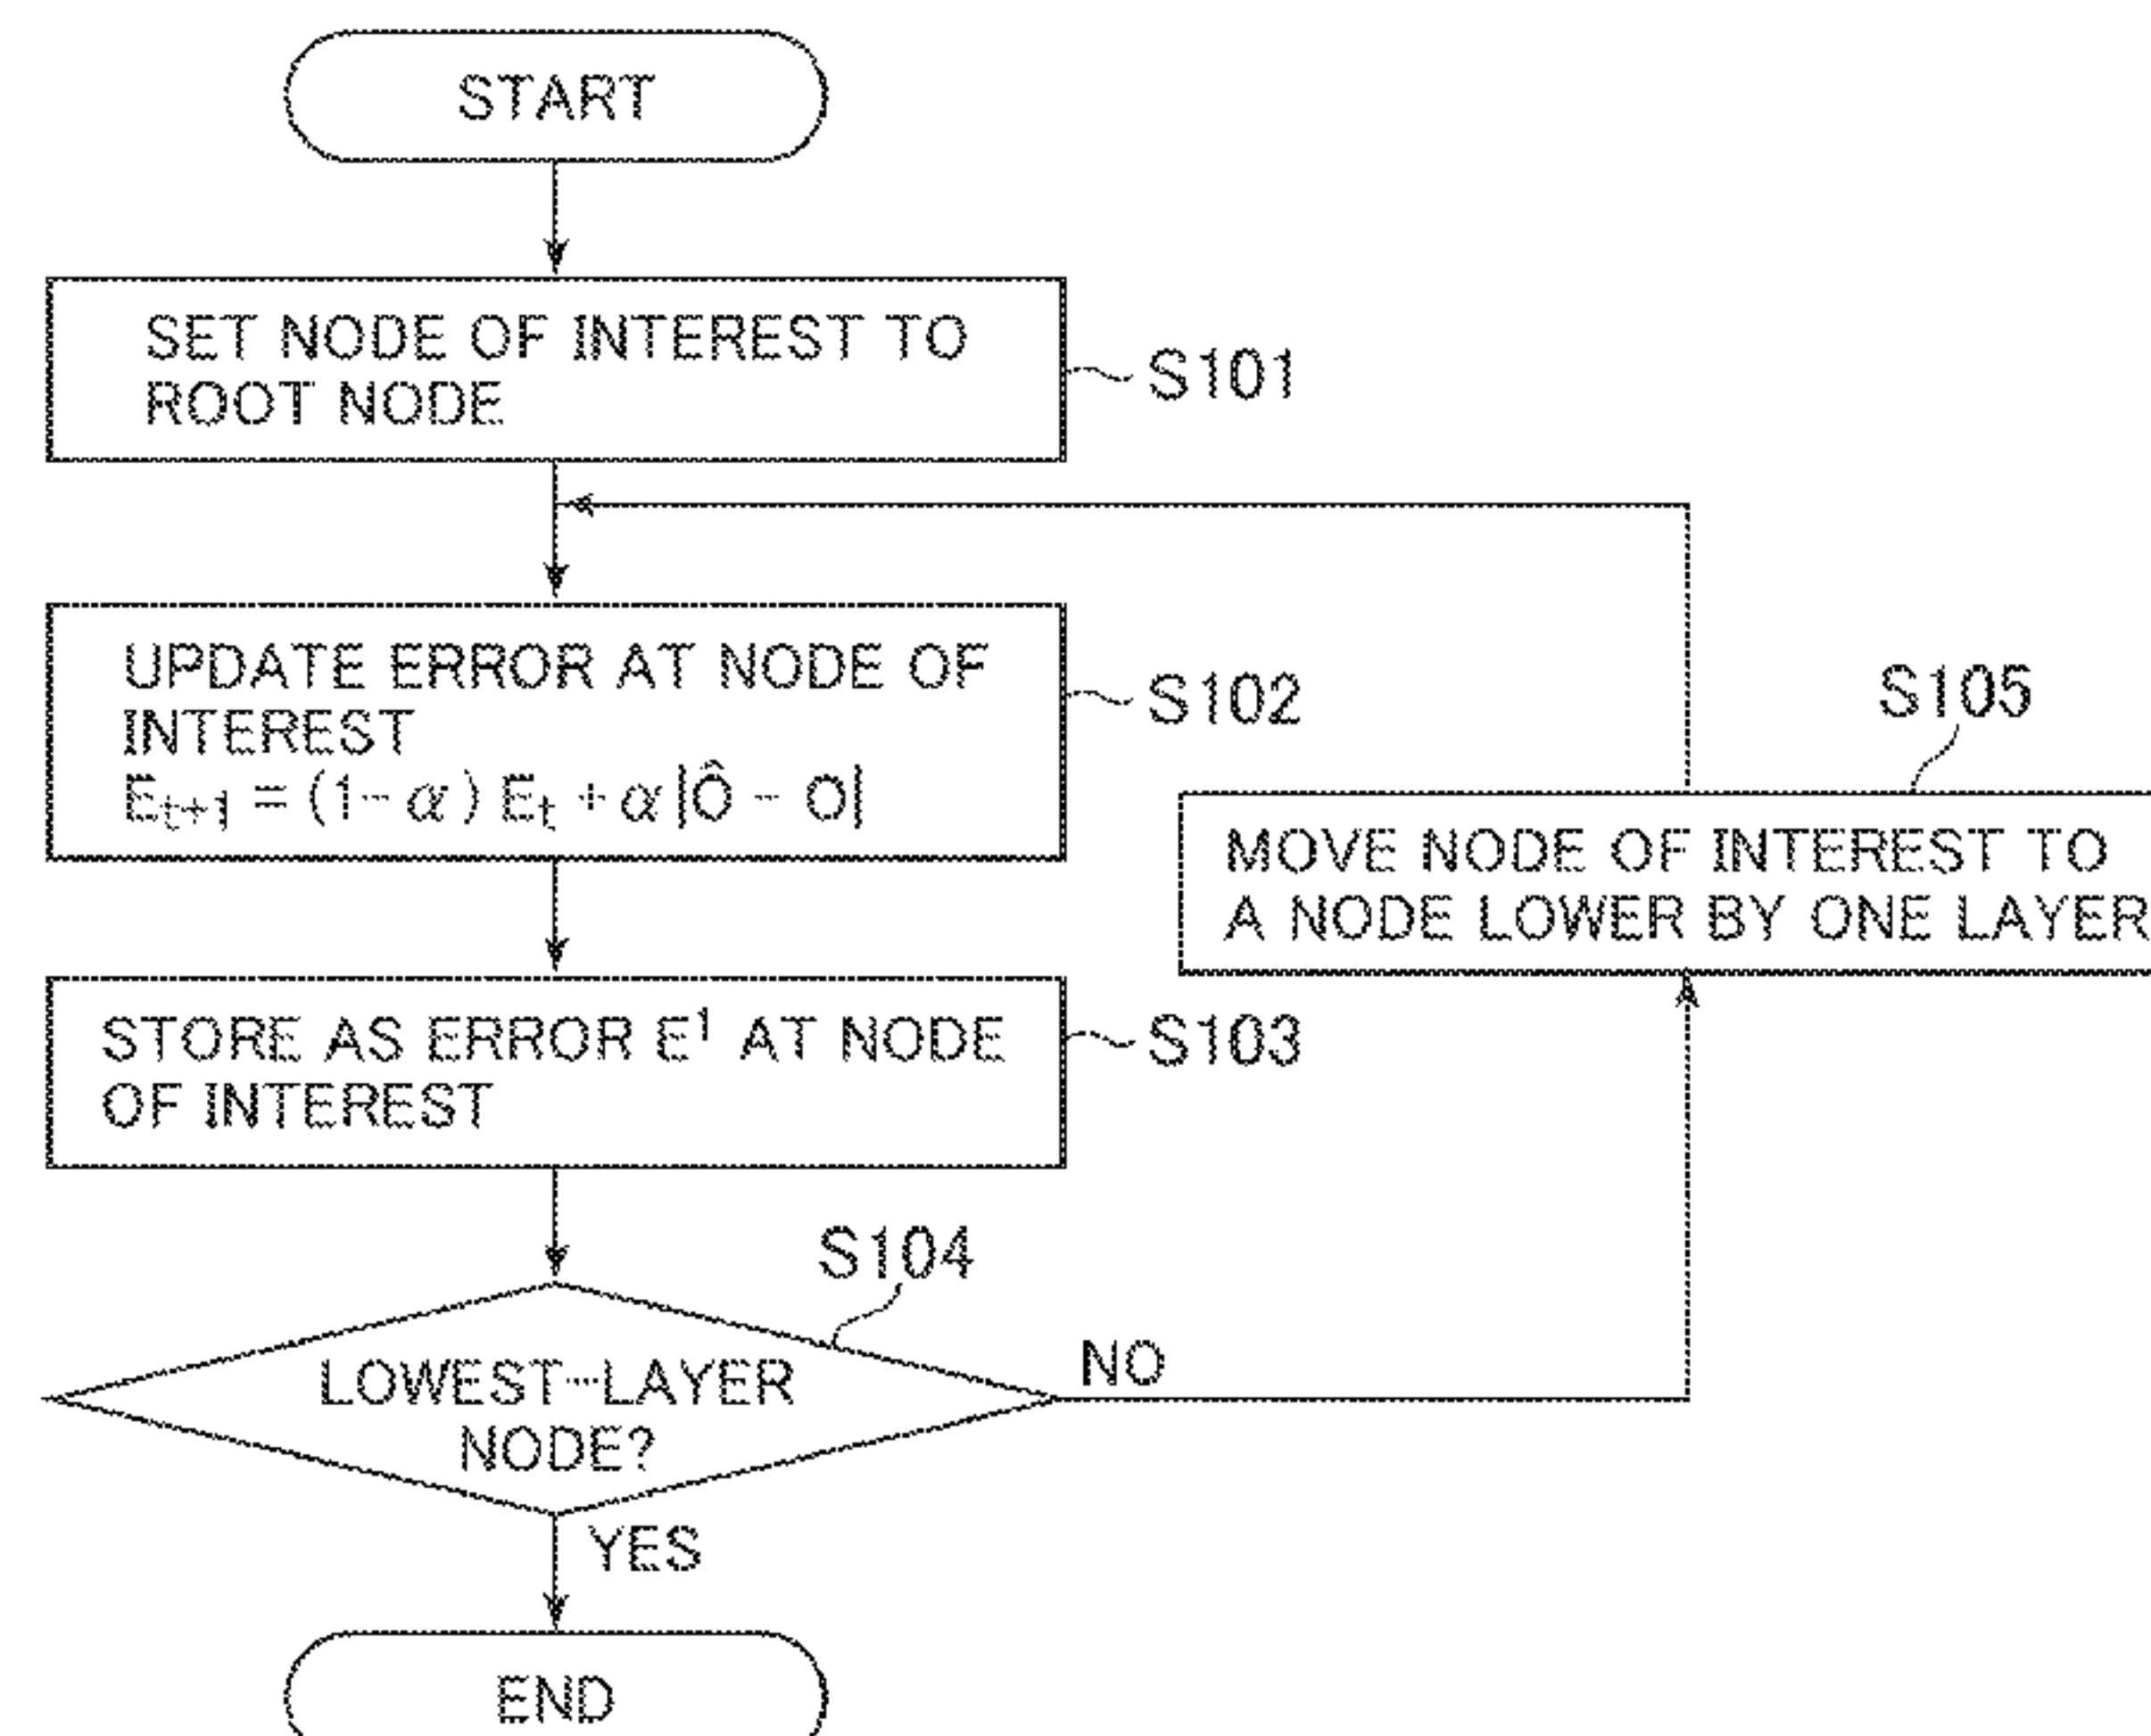 START
SET NODE OF INTEREST TO
ROOT NODE
S101
UPDATE ERROR AT NODE OF
INTEREST
E_{t+1} = (1-α) E_t + α |Ô - O|
S102
S105
MOVE NODE OF INTEREST TO
A NODE LOWER BY ONE LAYER
STORE AS ERROR E¹ AT NODE
OF INTEREST
S103
S104
LOWEST-LAYER
NODE?
NO
YES
END